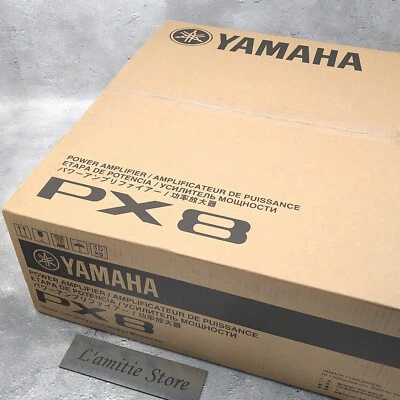 YAMAHA
POWER AMPLIFIER / AMPLIFICATEUR DE PUISSANCE
ETAPA DE POTENCIA / УСИЛИТЕЛЬ МОЩНОСТИ
パワーアンプリファイアー / 功率放大器
PX8
YAMAHA
POWER AMPLIFIER / AMPLIFICATEUR DE PUISSANCE
ETAPA DE POTENCIA / УСИЛИТЕЛЬ МОЩНОСТИ
パワーアンプリファイアー / 功率放大器
PX8
L'amitie Store
YAMAHA CORPORATION